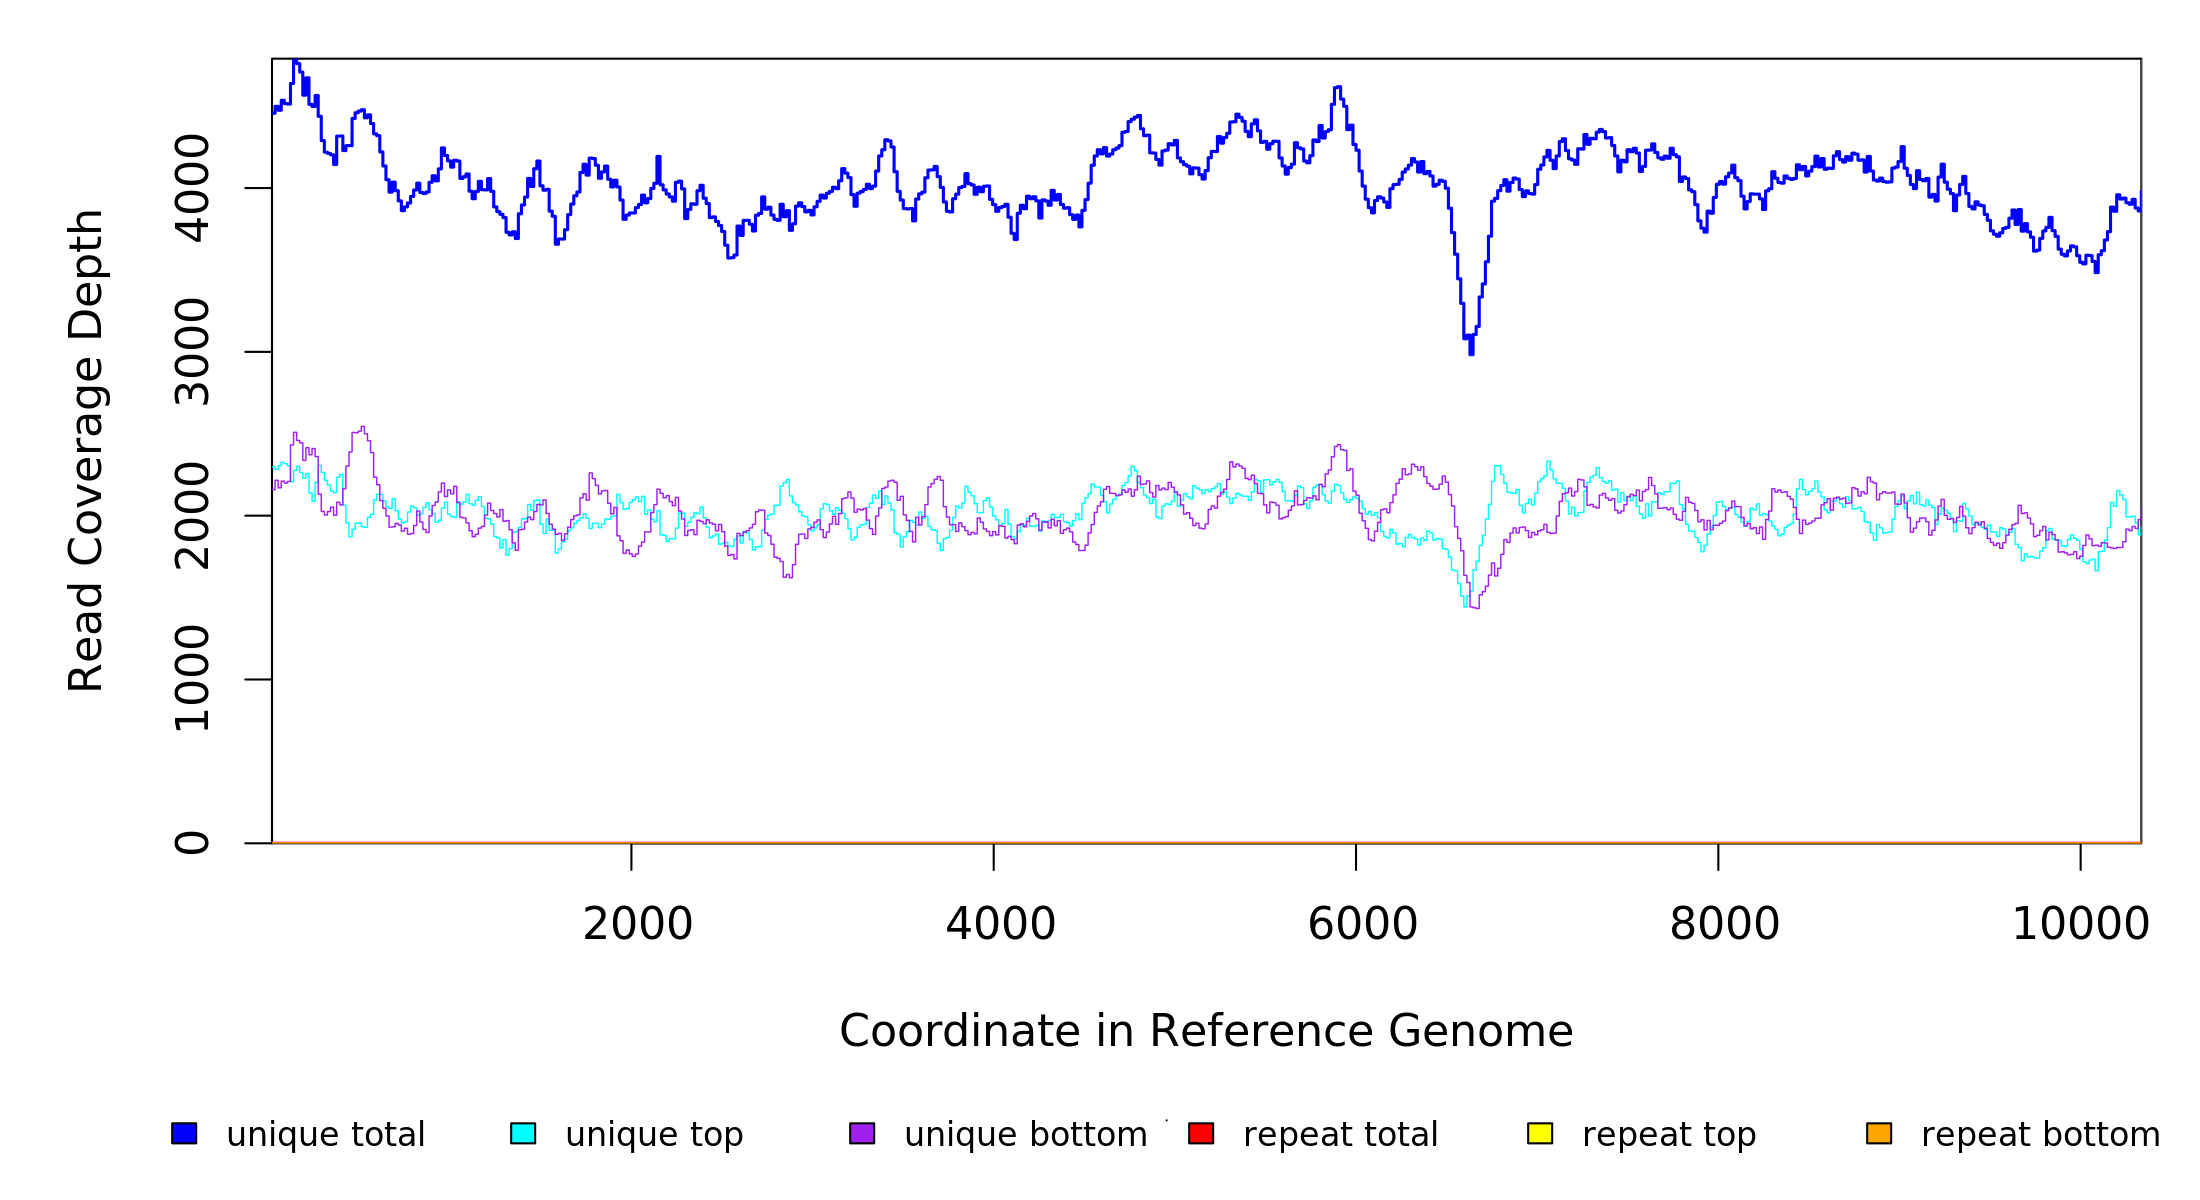 Read Coverage Depth
4000
3000
2000
1000
0
2000 4000 6000 8000 10000
Coordinate in Reference Genome
unique total unique top unique bottom repeat total repeat top repeat bottom